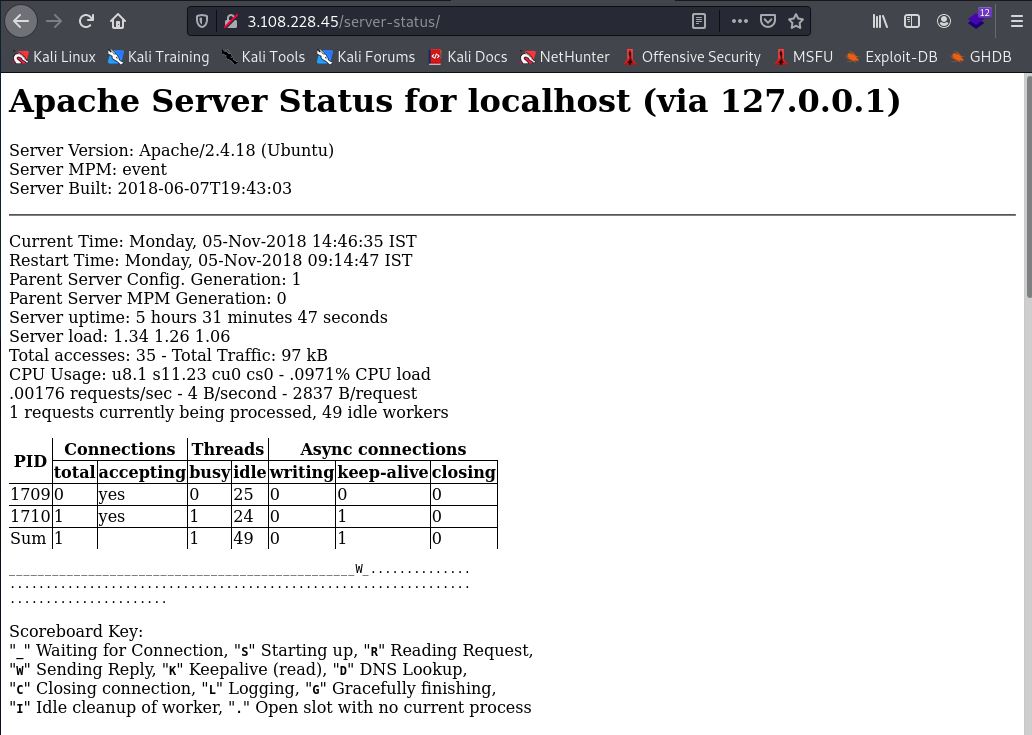 3.108.228.45/server-status/
12
Kali Linux Kali Training Kali Tools Kali Forums Kali Docs NetHunter Offensive Security MSFU Exploit-DB GHDB
Apache Server Status for localhost (via 127.0.0.1)
Server Version: Apache/2.4.18 (Ubuntu)
Server MPM: event
Server Built: 2018-06-07T19:43:03
Current Time: Monday, 05-Nov-2018 14:46:35 IST
Restart Time: Monday, 05-Nov-2018 09:14:47 IST
Parent Server Config. Generation: 1
Parent Server MPM Generation: 0
Server uptime: 5 hours 31 minutes 47 seconds
Server load: 1.34 1.26 1.06
Total accesses: 35 - Total Traffic: 97 kB
CPU Usage: u8.1 s11.23 cu0 cs0 - .0971% CPU load
.00176 requests/sec - 4 B/second - 2837 B/request
1 requests currently being processed, 49 idle workers
PID Connections Threads Async connections
total accepting busy idle writing keep-alive closing
1709 0 yes 0 25 0 0 0
1710 1 yes 1 24 0 1 0
Sum 1 1 49 0 1 0
________________________________________________W_..............
................................................................
......................
Scoreboard Key:
"_" Waiting for Connection, "S" Starting up, "R" Reading Request,
"W" Sending Reply, "K" Keepalive (read), "D" DNS Lookup,
"C" Closing connection, "L" Logging, "G" Gracefully finishing,
"I" Idle cleanup of worker, "." Open slot with no current process